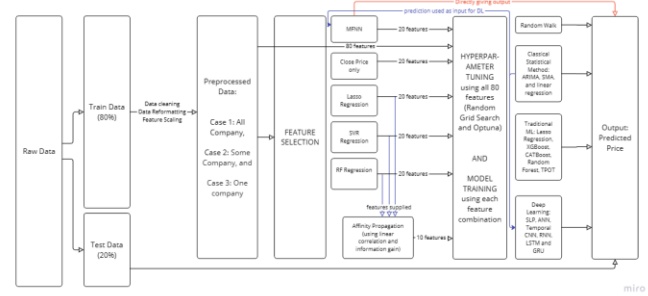 Directly giving output
prediction used as input for DL
Raw Data
Train Data
(80%)
Test Data
(20%)
Data cleaning
Data Reformatting
Feature Scaling
Preprocessed
Data:
Case 1: All
Company,
Case 2: Some
Company, and
Case 3: One
company
FEATURE
SELECTION
80 features
MFNN
20 features
Close Price
only
20 features
Lasso
Regression
20 features
SVR
Regression
20 features
RF Regression
20 features
features supplied
Affinity Propagation
(using linear
correlation and
information gain)
10 features
HYPERPAR-
AMETER
TUNING
using all 80
features
(Random
Grid Search
and Optuna)
AND
MODEL
TRAINING
using each
feature
combination
Random Walk
Classical
Statistical
Method:
ARIMA, SMA,
and linear
regression
Traditional
ML: Lasso
Regression,
XGBoost,
CATBoost,
Random
Forest, TPOT
Deep
Learning:
SLP, ANN,
Temporal
CNN, RNN,
LSTM and
GRU
Output:
Predicted
Price
miro